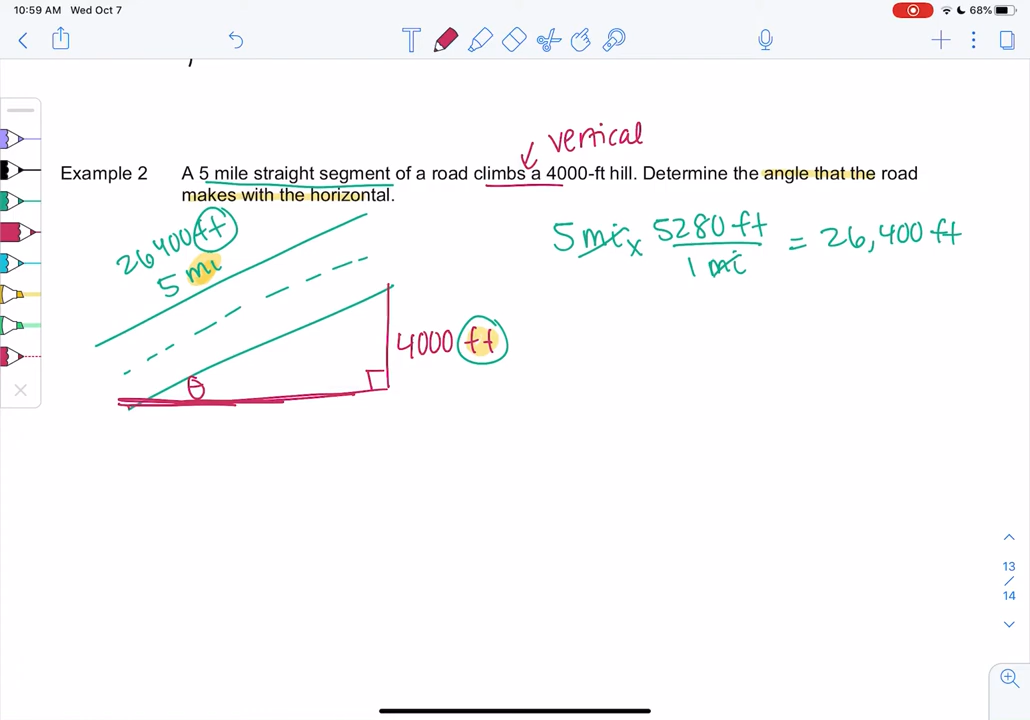 10:59 AM Wed Oct 7
68%
T
vertical
Example 2 A 5 mile straight segment of a road climbs a 4000-ft hill. Determine the angle that the road
makes with the horizontal.
26400 ft
5 mi
5 mi x 5280 ft / 1 mi = 26,400 ft
4000 ft
θ
13
/
14